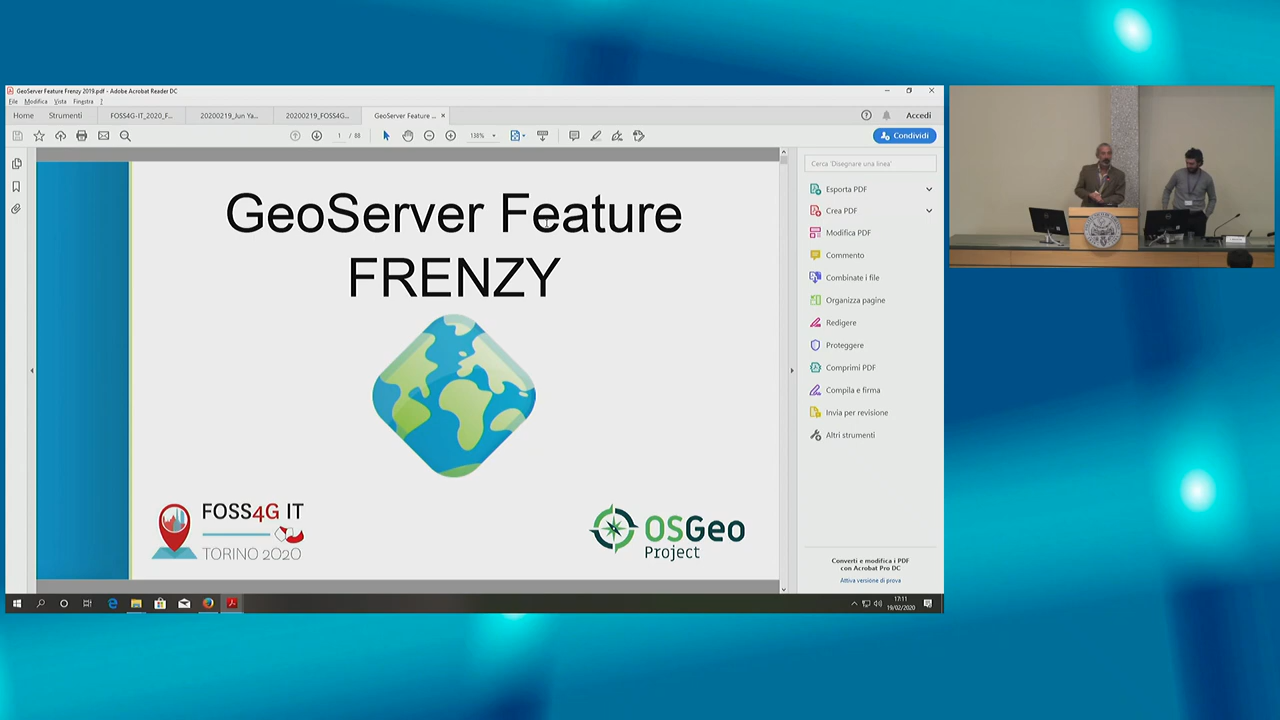 GeoServer Feature Frenzy 2019.pdf - Adobe Acrobat Reader DC
File Modifica Vista Finestra ?
Home Strumenti FOSS4G-IT_2020_F... 20200219_Jun Ya... 20200219_FOSS4G... GeoServer Feature ... ×
Accedi
1 / 88 138%
Condividi
GeoServer Feature
FRENZY
FOSS4G IT
TORINO 2020
OSGeo
Project
Cerca 'Disegnare una linea'
Esporta PDF
Crea PDF
Modifica PDF
Commento
Combinate i file
Organizza pagine
Redigere
Proteggere
Comprimi PDF
Compila e firma
Invia per revisione
Altri strumenti
Converti e modifica i PDF
con Acrobat Pro DC
Attiva versione di prova
17:11
19/02/2020